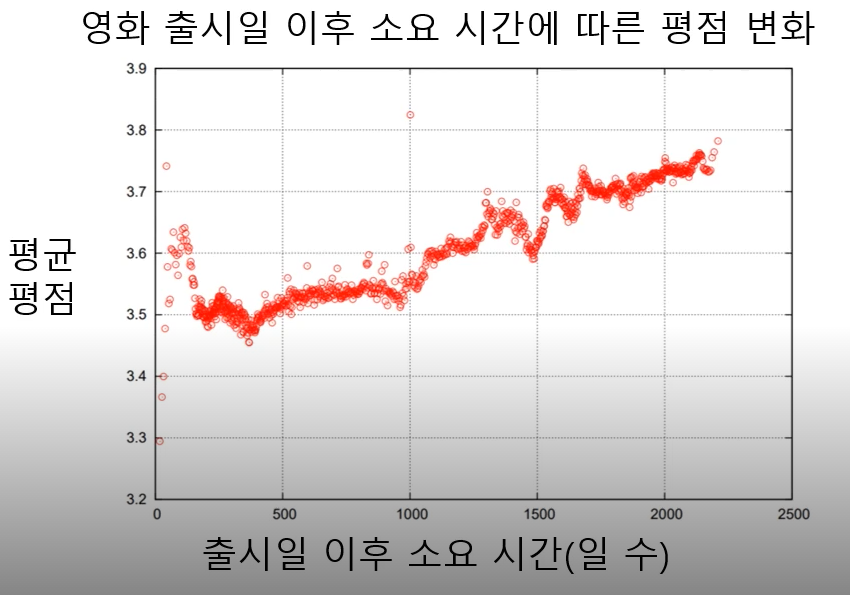 영화 출시일 이후 소요 시간에 따른 평점 변화
3.9
3.8
3.7
3.6
3.5
3.4
3.3
3.2
평균
평점
0 500 1000 1500 2000 2500
출시일 이후 소요 시간(일 수)